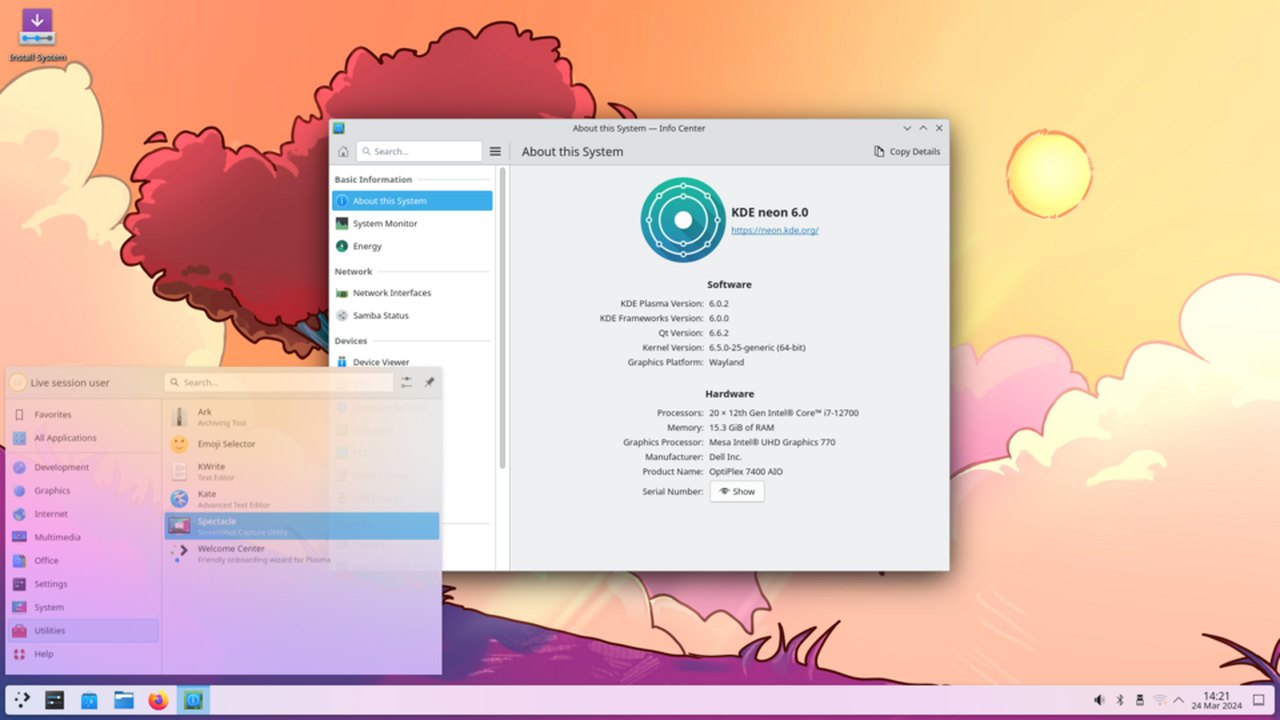 Install System
About this System — Info Center
Search...
About this System
Copy Details
Basic Information
About this System
System Monitor
Energy
Network
Network Interfaces
Samba Status
Devices
Device Viewer
KDE neon 6.0
https://neon.kde.org/
Software
KDE Plasma Version: 6.0.2
KDE Frameworks Version: 6.0.0
Qt Version: 6.6.2
Kernel Version: 6.5.0-25-generic (64-bit)
Graphics Platform: Wayland
Hardware
Processors: 20 × 12th Gen Intel® Core™ i7-12700
Memory: 15.3 GiB of RAM
Graphics Processor: Mesa Intel® UHD Graphics 770
Manufacturer: Dell Inc.
Product Name: OptiPlex 7400 AIO
Serial Number: Show
Live session user
Search...
Favorites
All Applications
Development
Graphics
Internet
Multimedia
Office
Settings
System
Utilities
Help
Ark
Archiving Tool
Emoji Selector
KWrite
Text Editor
Kate
Advanced Text Editor
Spectacle
Screenshot Capture Utility
Welcome Center
Friendly onboarding wizard for Plasma
14:21
24 Mar 2024